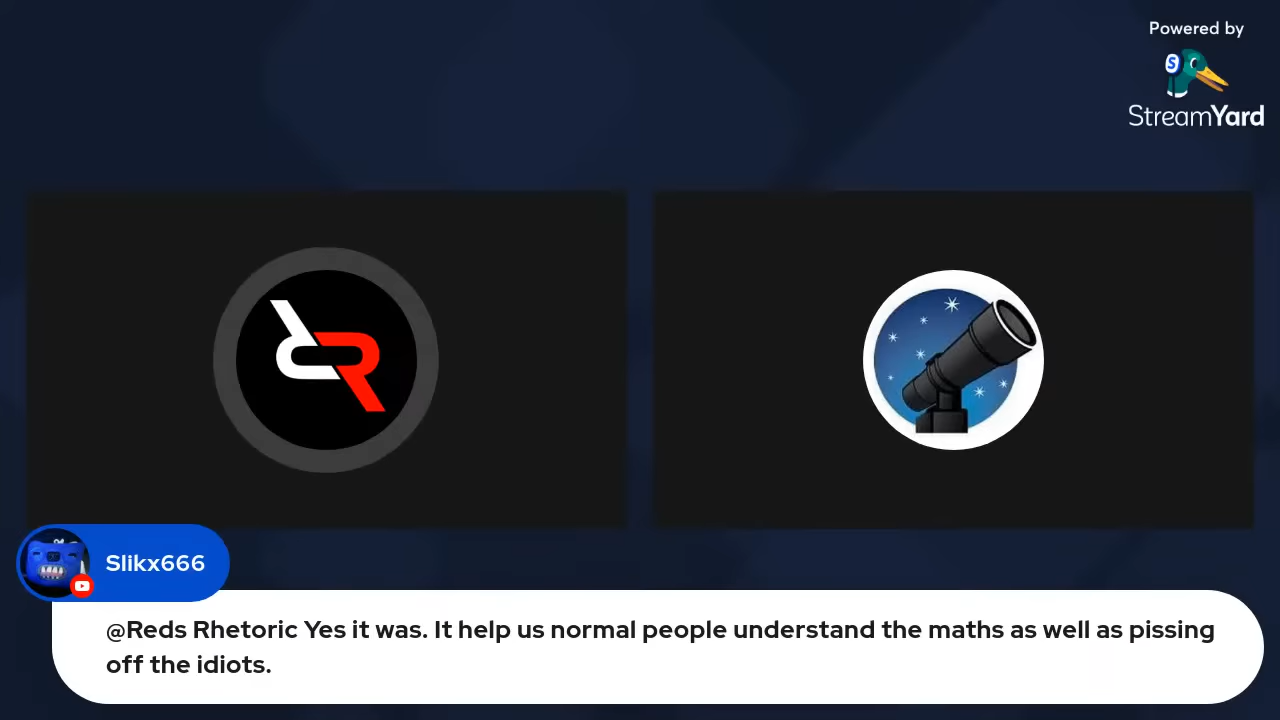 Powered by
S
StreamYard
R
Slikx666
@Reds Rhetoric Yes it was. It help us normal people understand the maths as well as pissing
off the idiots.